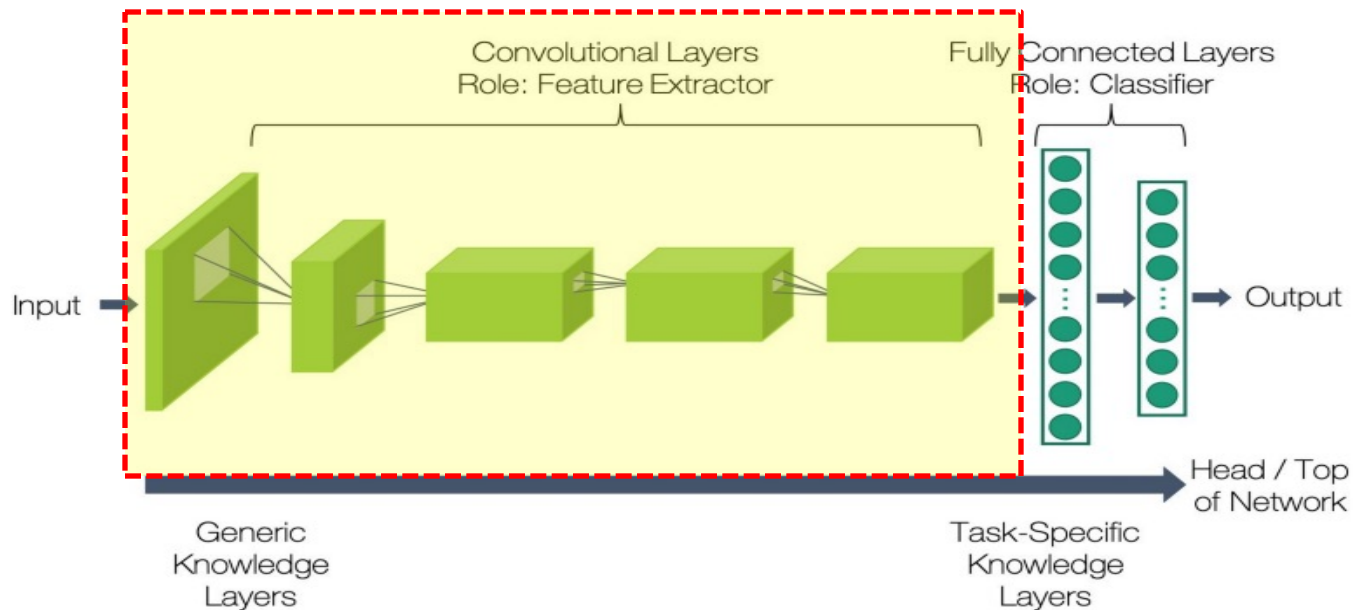 Convolutional Layers
Role: Feature Extractor
Fully Connected Layers
Role: Classifier
Input
Output
Head / Top
of Network
Generic
Knowledge
Layers
Task-Specific
Knowledge
Layers